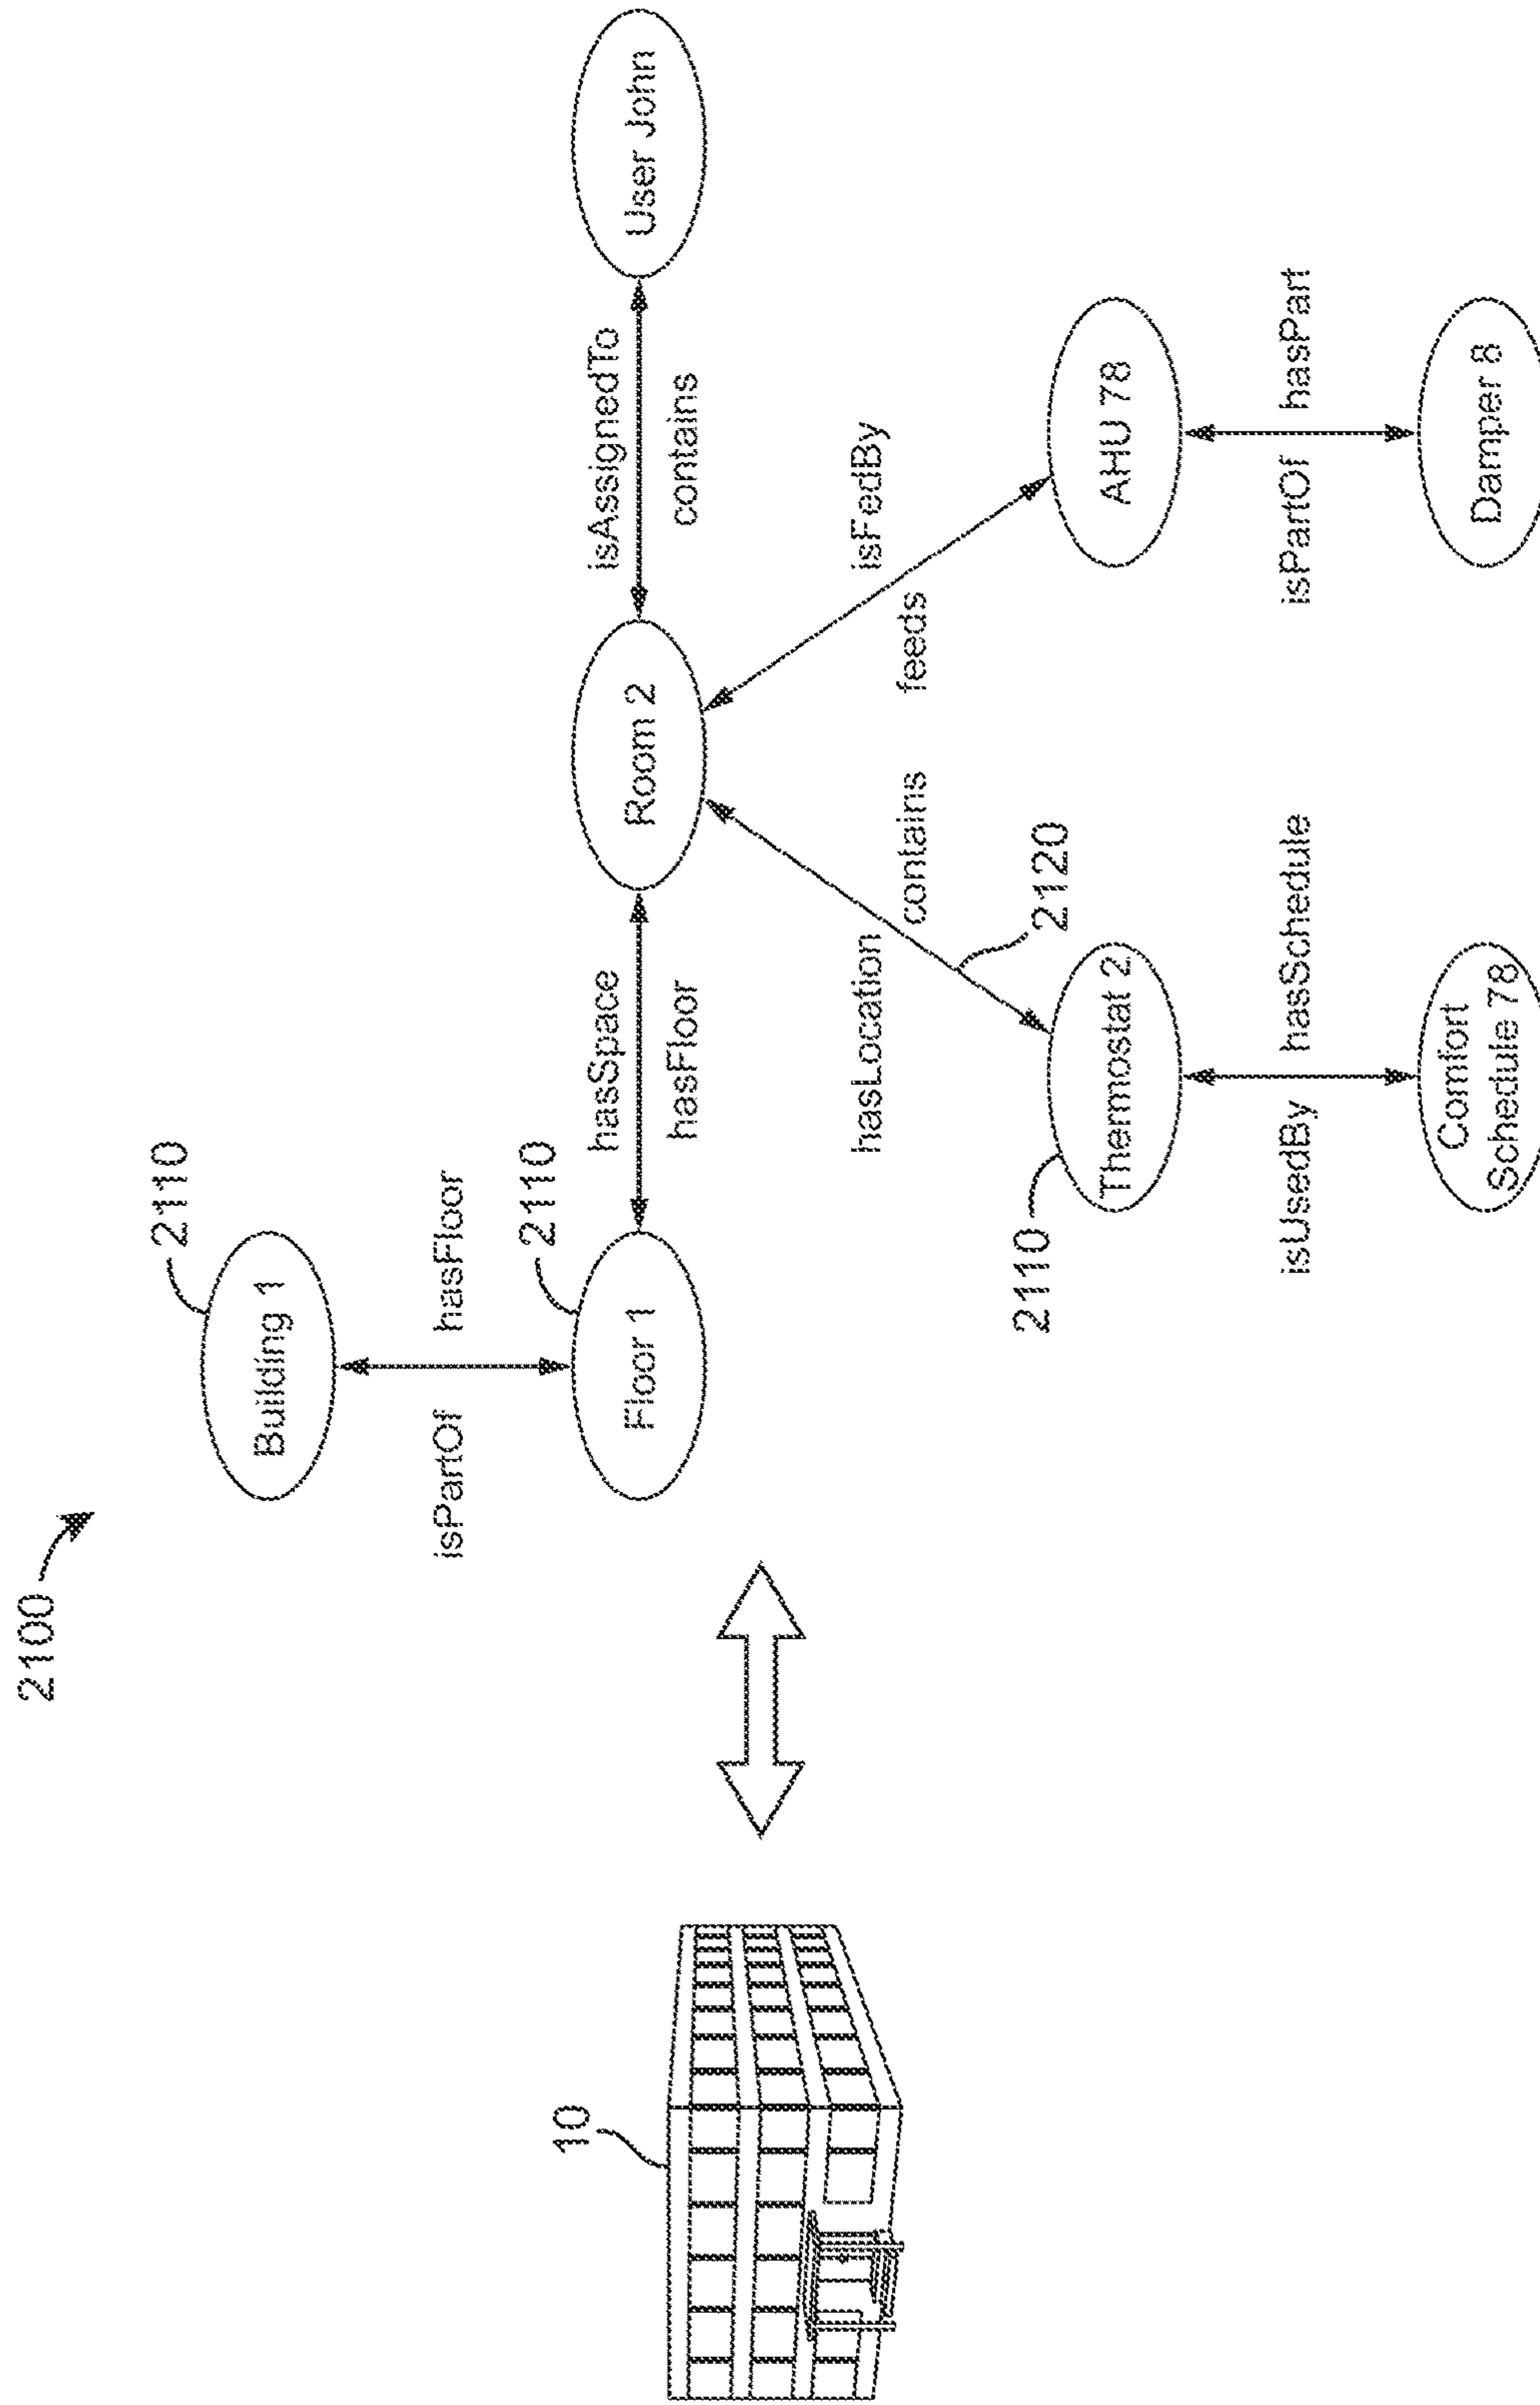 2100
Building 1
2110
isPartOf
hasFloor
2110
10
Floor 1
hasSpace
hasFloor
Room 2
isAssignedTo
contains
User John
hasLocation
contains
isFedBy
feeds
2120
2110
Thermostat 2
AHU 78
isUsedBy
hasSchedule
isPartOf
hasPart
Comfort
Schedule 78
Damper 8